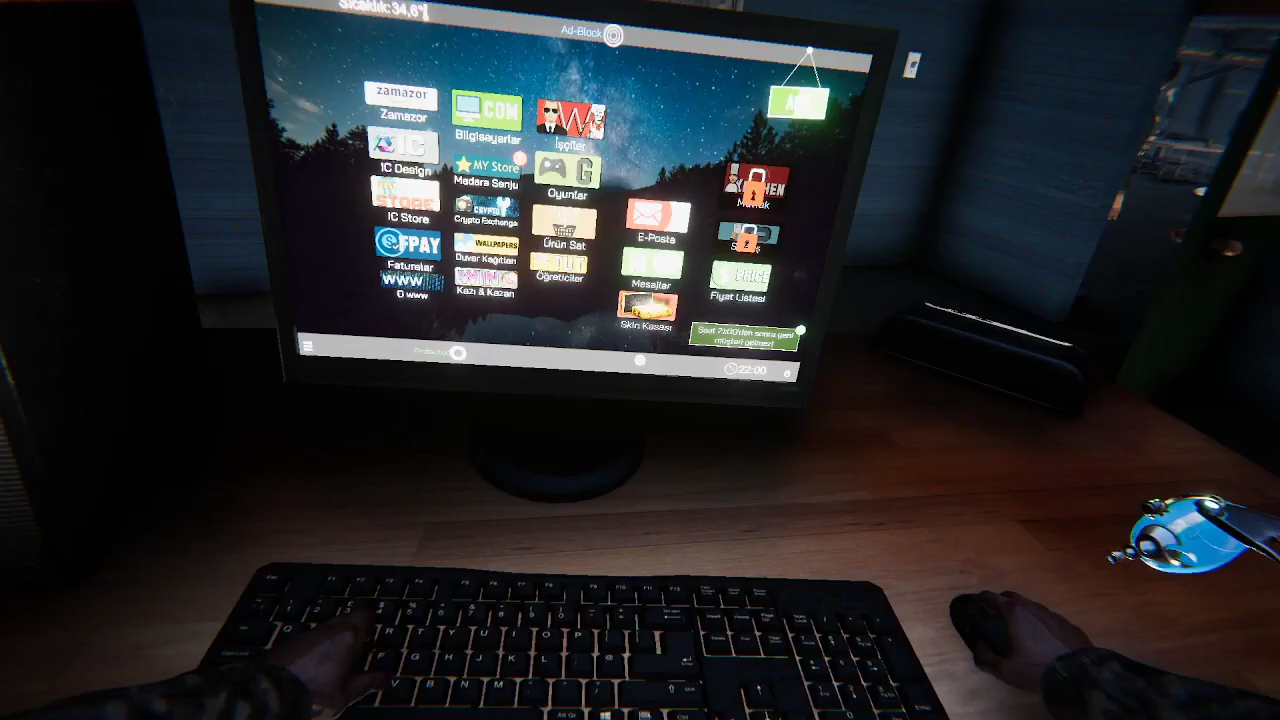 Sıcaklık: 34,6°
Ad-Block
zamazor
Zamazor
IC
IC Design
STORE
IC Store
FPAY
Faturalar
WWW
O www
COM
Bilgisayarlar
MY Store
Madara Senju
CRYPTO
Crypto Exchange
WALLPAPERS
Duvar Kağıtları
WIN
Kazı & Kazan
W
İşçiler
G
Oyunlar
Ürün Sat
TUT
Öğreticiler
E-Posta
Mesajlar
Skin Kasası
PRICE
Fiyat Listesi
Saat 21:00'den sonra yeni
müşteri gelmez!
22:00